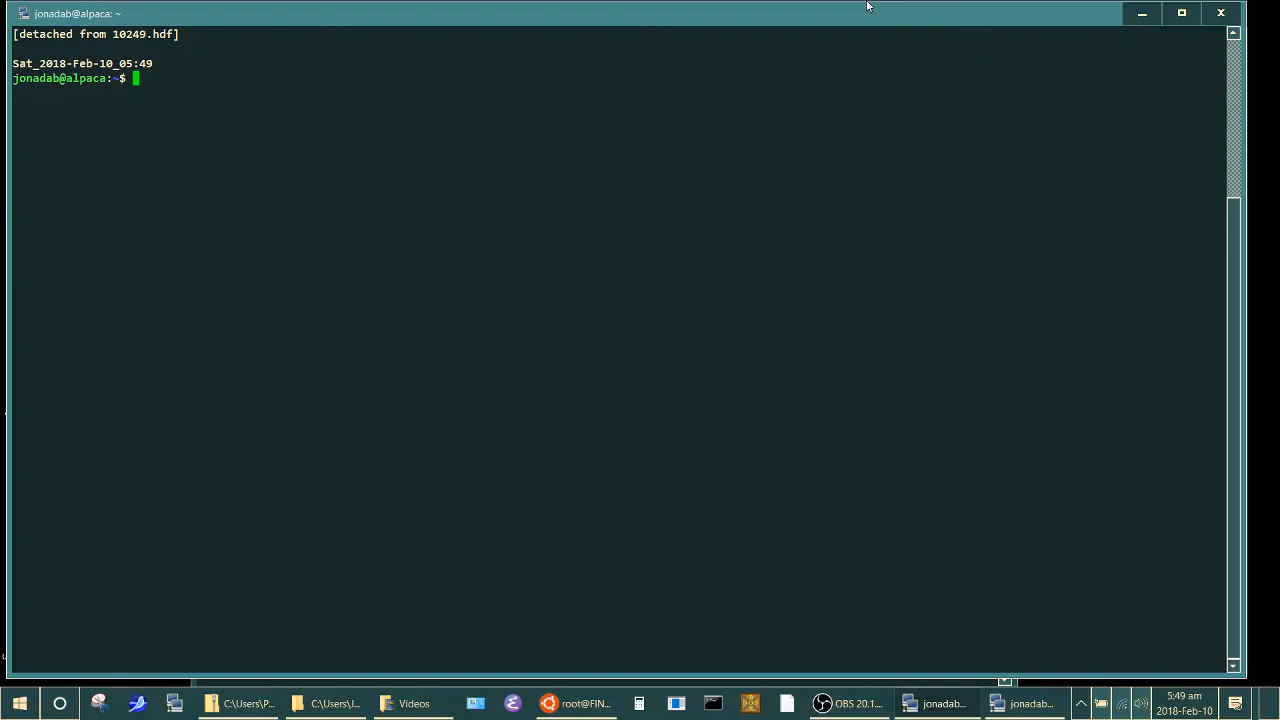 jonadab@alpaca: ~
[detached from 10249.hdf]
Sat_2018-Feb-10_05:49
jonadab@alpaca:~$
C:\Users\P...
C:\Users\J...
Videos
root@FIN...
OBS 20.1....
jonadab...
jonadab...
5:49 am
2018-Feb-10